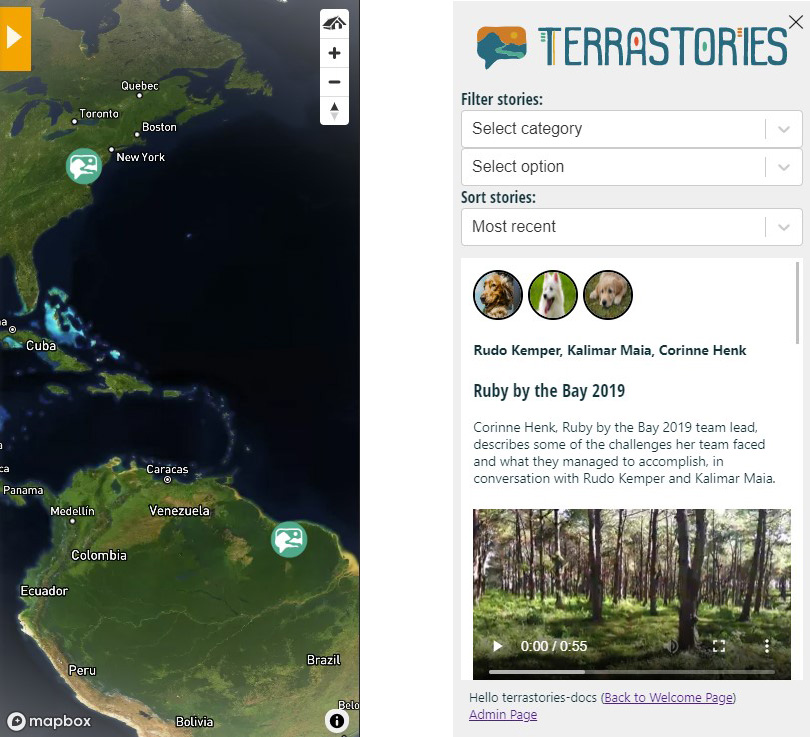 Quebec
Toronto
Boston
New York
Cuba
Caracas
Panama
Medellín
Venezuela
Colombia
Ecuador
Peru
Brazil
Bolivia
mapbox
TERRASTORIES
Filter stories:
Select category
Select option
Sort stories:
Most recent
Rudo Kemper, Kalimar Maia, Corinne Henk
Ruby by the Bay 2019
Corinne Henk, Ruby by the Bay 2019 team lead,
describes some of the challenges her team faced
and what they managed to accomplish, in
conversation with Rudo Kemper and Kalimar Maia.
0:00 / 0:55
Hello terrastories-docs (Back to Welcome Page)
Admin Page